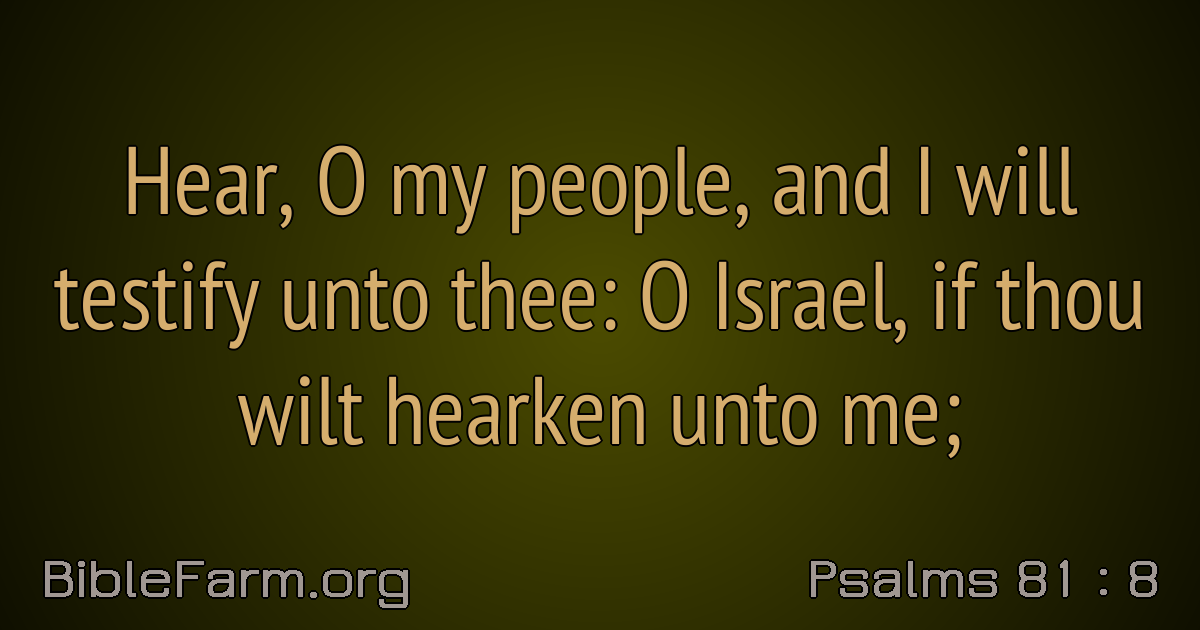 Hear, O my people, and I will
testify unto thee: O Israel, if thou
wilt hearken unto me;
BibleFarm.org
Psalms 81 : 8